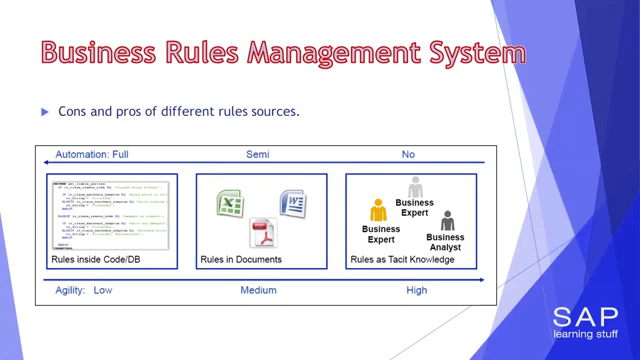 Business Rules Management System
Cons and pros of different rules sources.
Automation: Full Semi No
Business Expert
Business Expert
Business Analyst
Rules inside Code/DB
Rules in Documents
Rules as Tacit Knowledge
Agility: Low Medium High
SAP
learning stuff